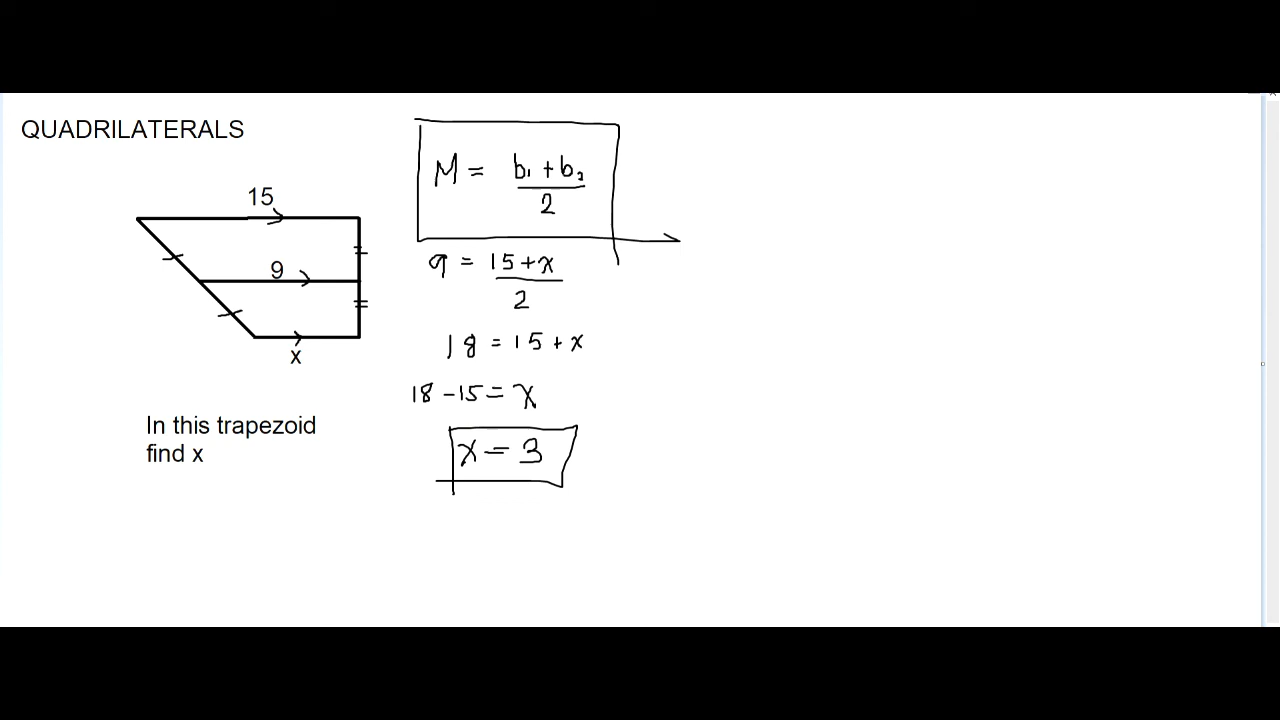 QUADRILATERALS
15
9
x
In this trapezoid
find x
M = b₁ + b₂
2
9 = 15 + x
2
18 = 15 + x
18 - 15 = x
x = 3